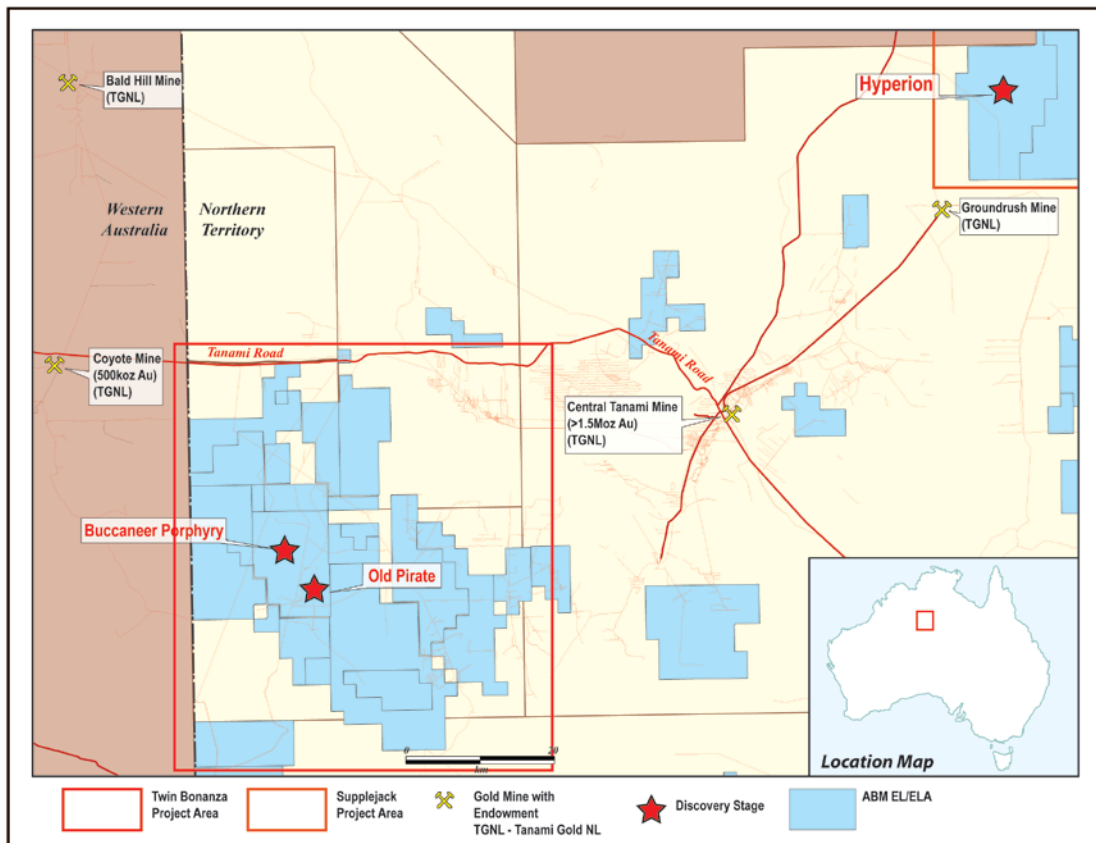 Bald Hill Mine
(TGNL)
Hyperion
Western
Australia
Northern
Territory
Groundrush Mine
(TGNL)
Tanami Road
Tanami Road
Coyote Mine
(500koz Au)
(TGNL)
Central Tanami Mine
(>1.5Moz Au)
(TGNL)
Buccaneer Porphyry
Old Pirate
0 20
km
Location Map
Twin Bonanza
Project Area
Supplejack
Project Area
Gold Mine with
Endowment
TGNL - Tanami Gold NL
Discovery Stage
ABM EL/ELA